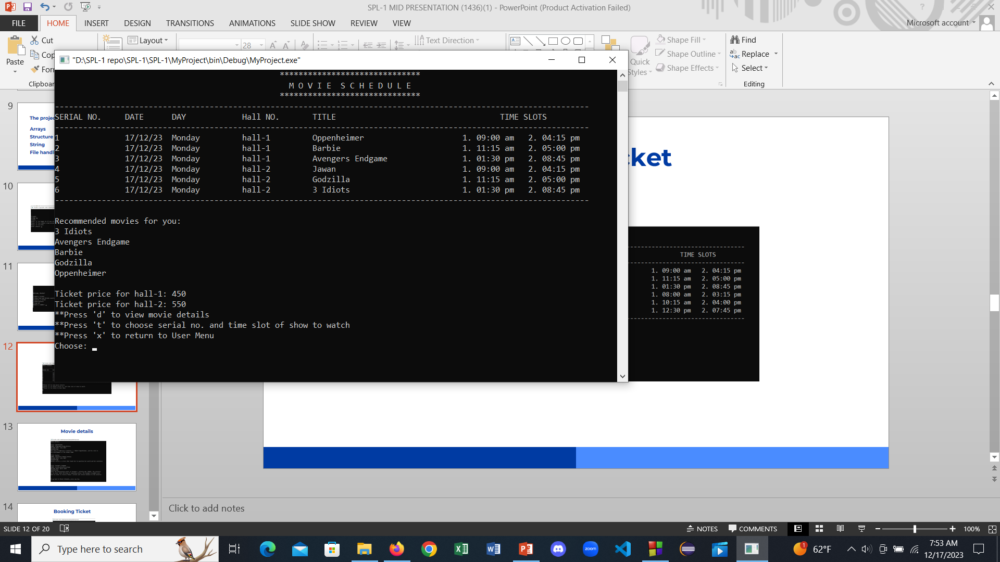 SPL-1 MID PRESENTATION (1436)(1) - PowerPoint (Product Activation Failed)
FILE HOME INSERT DESIGN TRANSITIONS ANIMATIONS SLIDE SHOW REVIEW VIEW
Microsoft account
Paste
Cut
Layout
28
Text Direction
Quick
Styles
Shape Fill
Shape Outline
Shape Effects
Find
Replace
Select
Clipboar
Editing
"D:\SPL-1 repo\SPL-1\SPL-1\MyProject\bin\Debug\MyProject.exe"
******************************
M O V I E   S C H E D U L E
******************************
SERIAL NO. DATE DAY Hall NO. TITLE TIME SLOTS
1 17/12/23 Monday hall-1 Oppenheimer 1. 09:00 am 2. 04:15 pm
2 17/12/23 Monday hall-1 Barbie 1. 11:15 am 2. 05:00 pm
3 17/12/23 Monday hall-1 Avengers Endgame 1. 01:30 pm 2. 08:45 pm
4 17/12/23 Monday hall-2 Jawan 1. 09:00 am 2. 04:15 pm
5 17/12/23 Monday hall-2 Godzilla 1. 11:15 am 2. 05:00 pm
6 17/12/23 Monday hall-2 3 Idiots 1. 01:30 pm 2. 08:45 pm
Recommended movies for you:
3 Idiots
Avengers Endgame
Barbie
Godzilla
Oppenheimer
Ticket price for hall-1: 450
Ticket price for hall-2: 550
**Press 'd' to view movie details
**Press 't' to choose serial no. and time slot of show to watch
**Press 'x' to return to User Menu
Choose:
cket
TIME SLOTS
1. 09:00 am 2. 04:15 pm
1. 11:15 am 2. 05:00 pm
1. 01:30 pm 2. 08:45 pm
1. 08:00 am 2. 03:15 pm
1. 10:15 am 2. 04:00 pm
1. 12:30 pm 2. 07:45 pm
9
The projec
Arrays
Structure
String
File handl
10
11
12
13
Movie details
14
Booking Ticket
Click to add notes
SLIDE 12 OF 20
NOTES
COMMENTS
100%
Type here to search
zoom
1
62°F
7:53 AM
12/17/2023